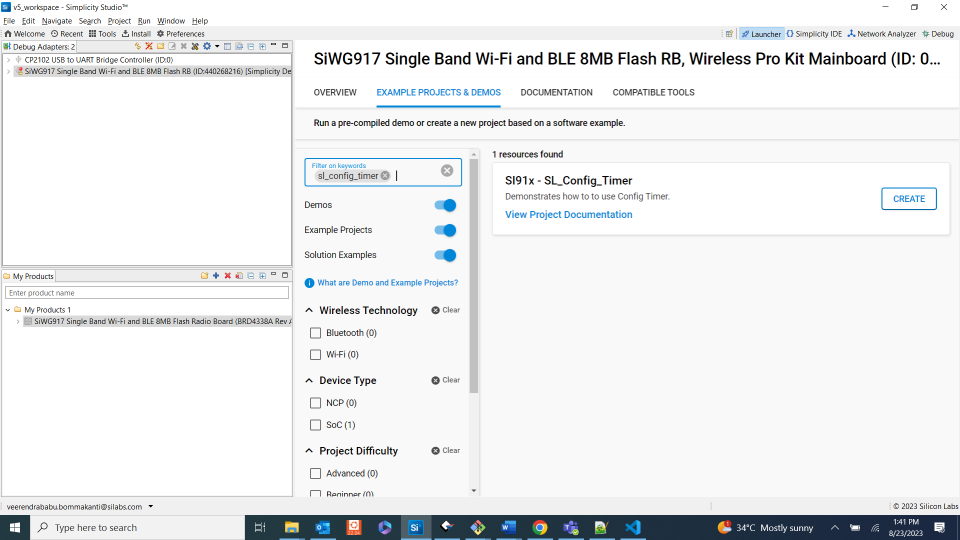 v5_workspace - Simplicity Studio™
File Edit Navigate Search Project Run Window Help
Welcome Recent Tools Install Preferences
Launcher {} Simplicity IDE Network Analyzer Debug
Debug Adapters: 2
CP2102 USB to UART Bridge Controller (ID:0)
SiWG917 Single Band Wi-Fi and BLE 8MB Flash RB (ID:440268216) [Simplicity De
My Products
Enter product name
My Products 1
SiWG917 Single Band Wi-Fi and BLE 8MB Flash Radio Board (BRD4338A Rev A
SiWG917 Single Band Wi-Fi and BLE 8MB Flash RB, Wireless Pro Kit Mainboard (ID: 0...
OVERVIEW EXAMPLE PROJECTS & DEMOS DOCUMENTATION COMPATIBLE TOOLS
Run a pre-compiled demo or create a new project based on a software example.
Filter on keywords
sl_config_timer
Demos
Example Projects
Solution Examples
What are Demo and Example Projects?
Wireless Technology Clear
Bluetooth (0)
Wi-Fi (0)
Device Type Clear
NCP (0)
SoC (1)
Project Difficulty Clear
Advanced (0)
Beginner (0)
1 resources found
SI91x - SL_Config_Timer
Demonstrates how to to use Config Timer.
View Project Documentation
CREATE
veerendrababu.bommakanti@silabs.com
© 2023 Silicon Labs
Type here to search
34°C Mostly sunny
1:41 PM
8/23/2023